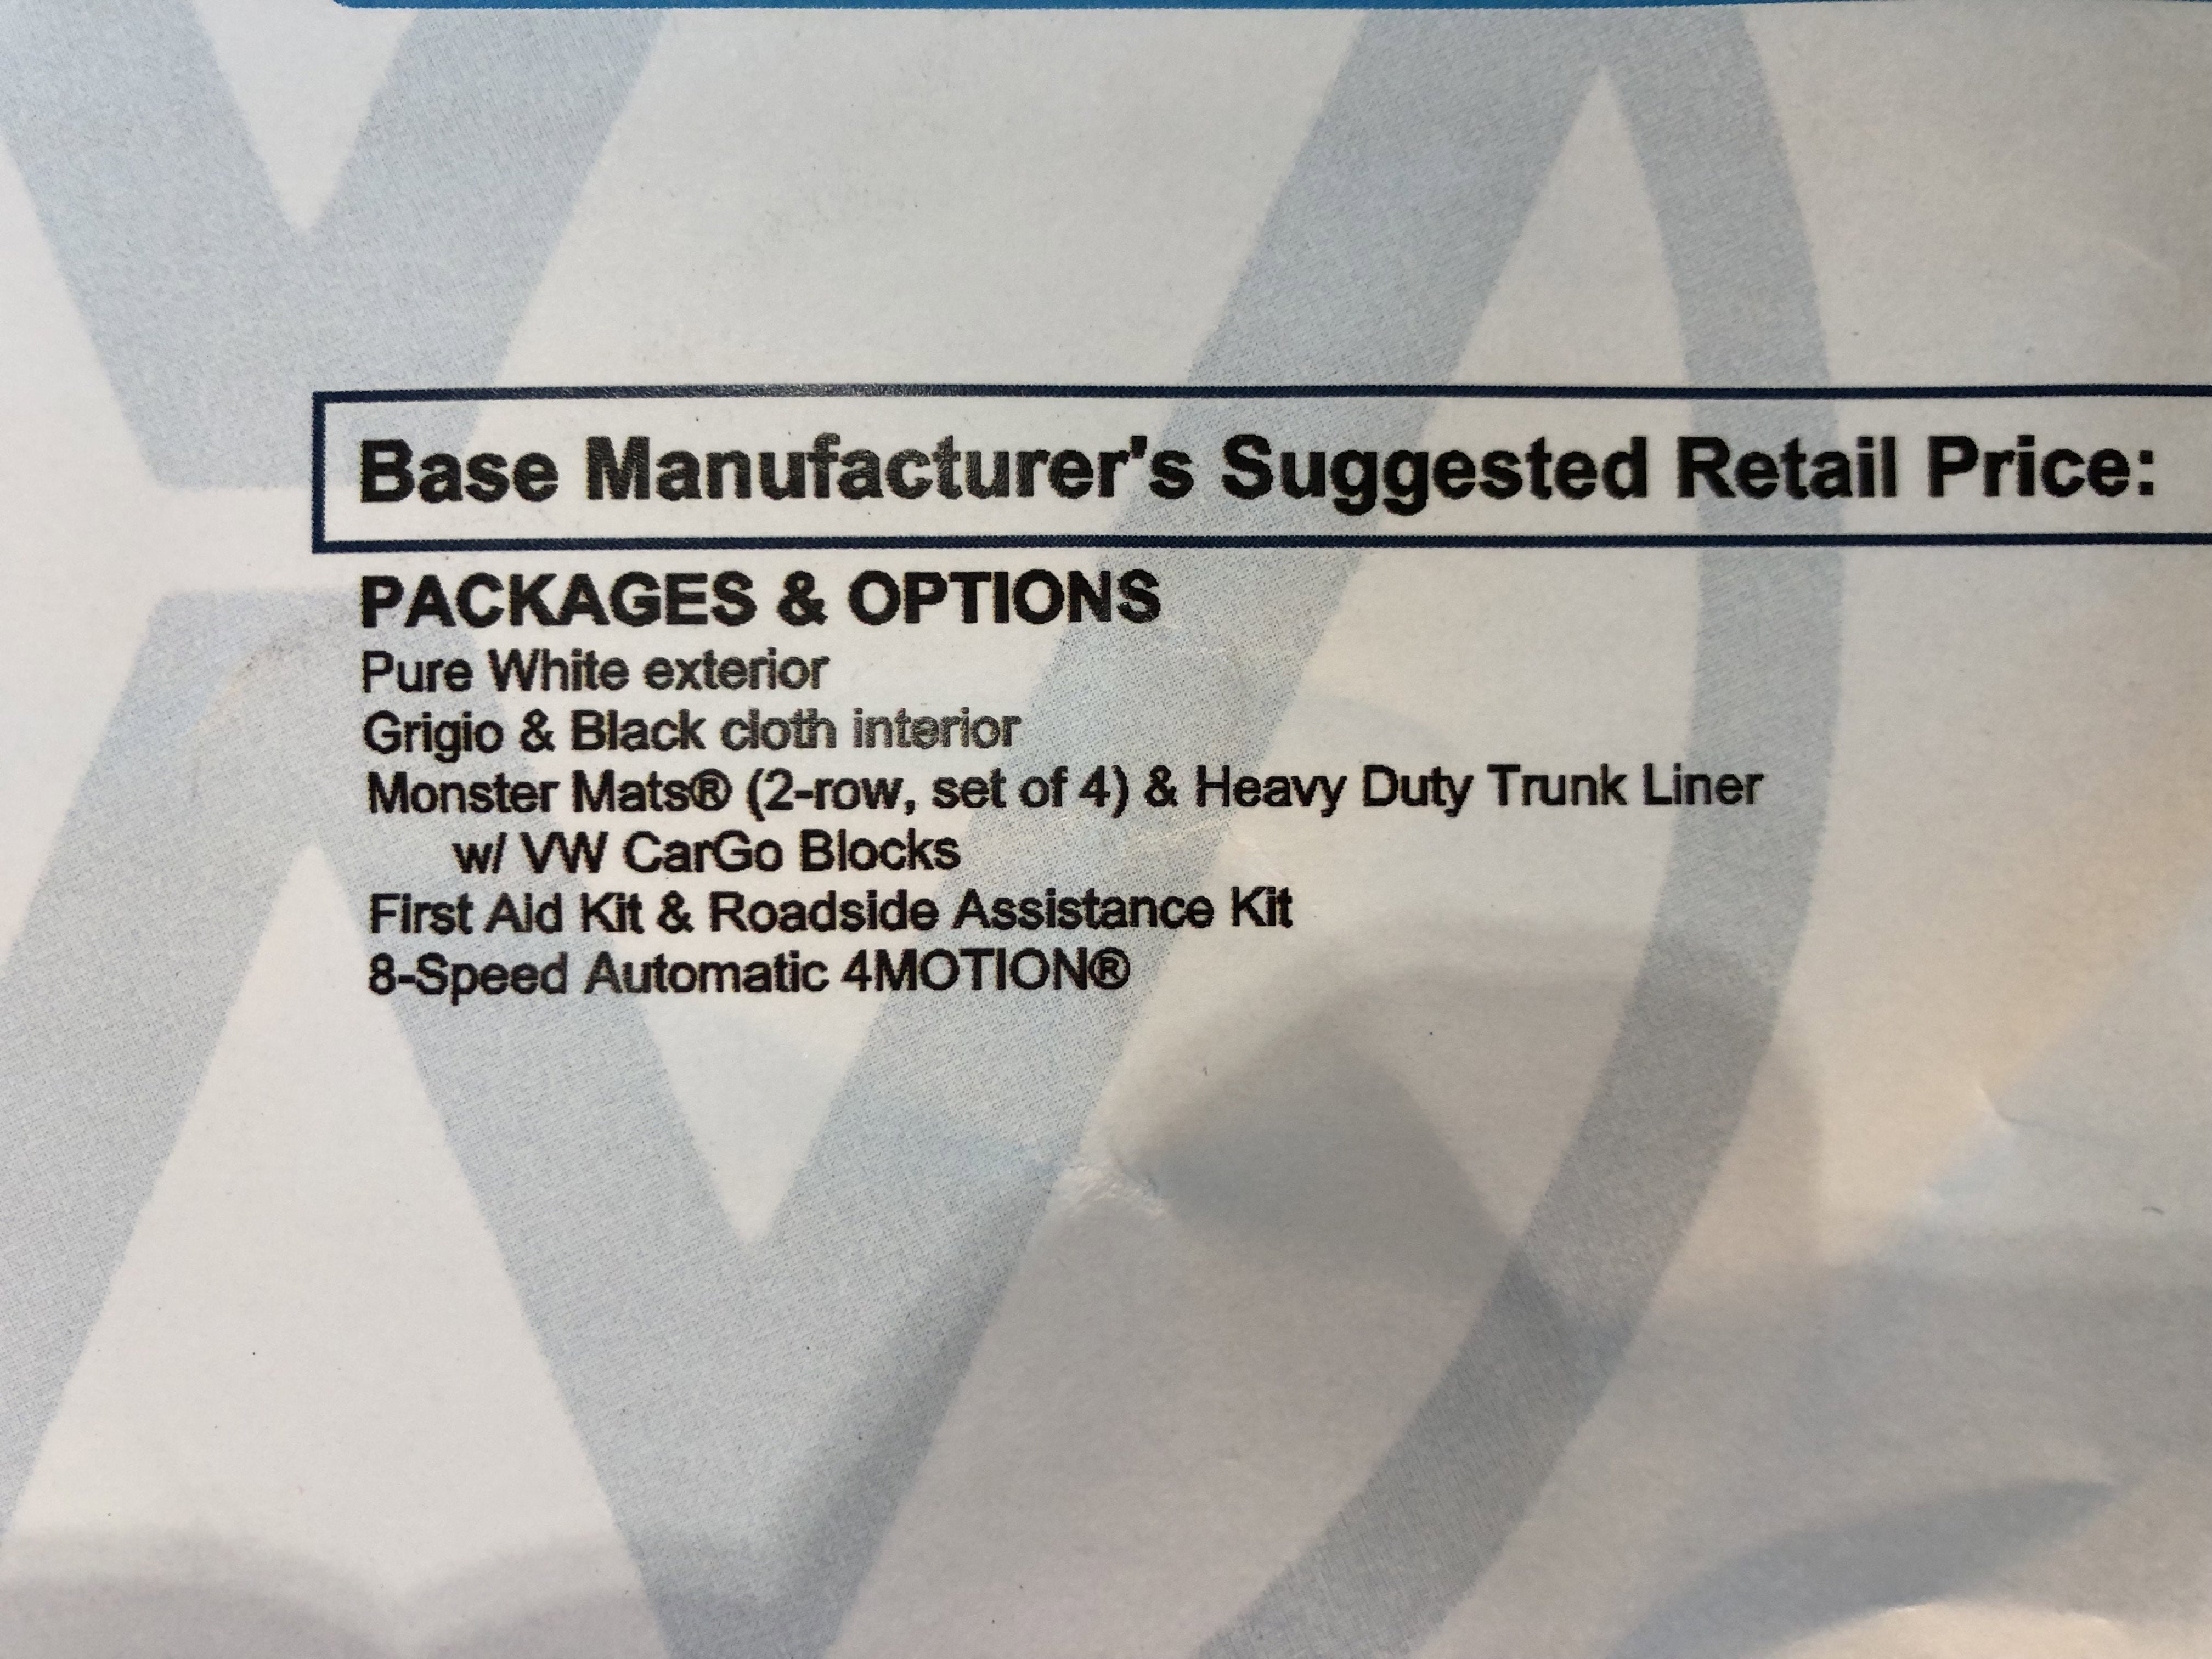 Base Manufacturer's Suggested Retail Price:
PACKAGES & OPTIONS
Pure White exterior
Grigio & Black cloth interior
Monster Mats® (2-row, set of 4) & Heavy Duty Trunk Liner
w/ VW CarGo Blocks
First Aid Kit & Roadside Assistance Kit
8-Speed Automatic 4MOTION®